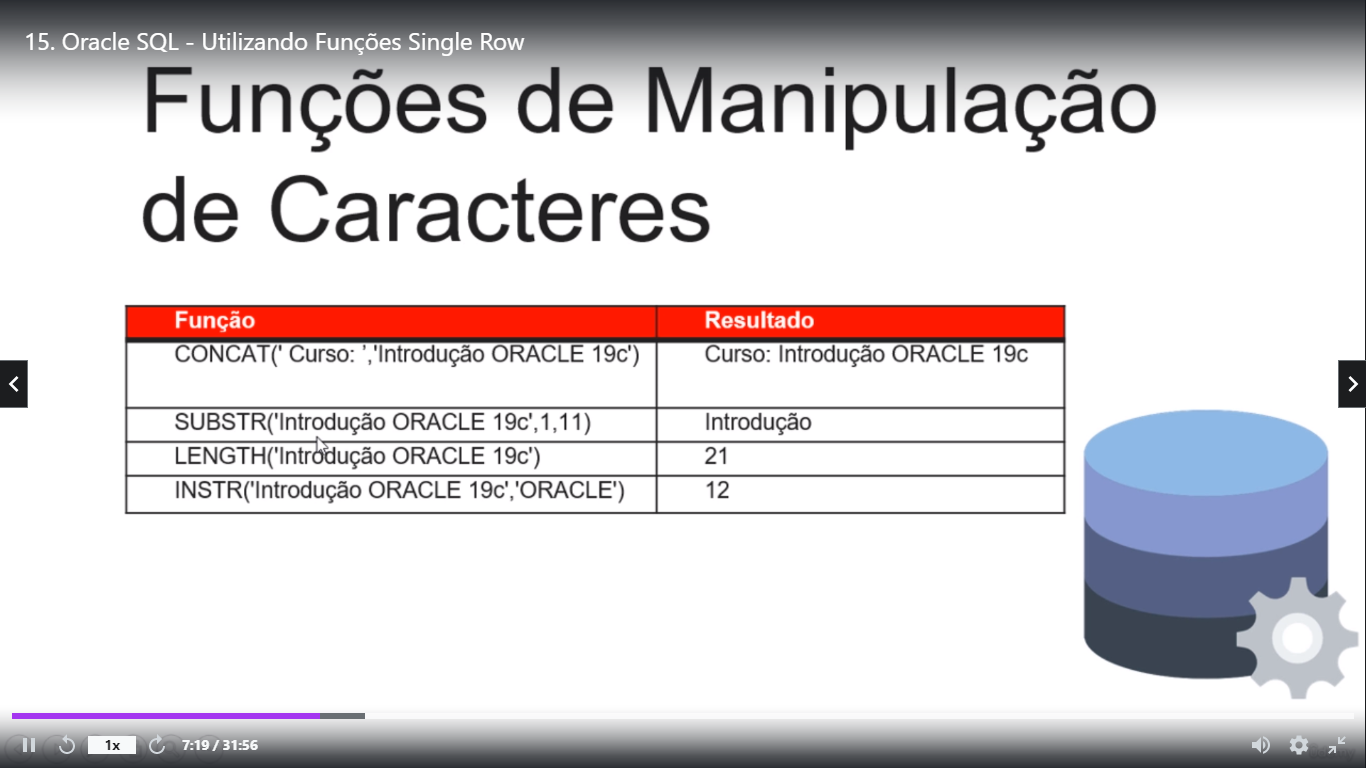 15. Oracle SQL - Utilizando Funções Single Row
Funções de Manipulação
de Caracteres
Função Resultado
CONCAT(' Curso: ','Introdução ORACLE 19c') Curso: Introdução ORACLE 19c
SUBSTR('Introdução ORACLE 19c',1,11) Introdução
LENGTH('Introdução ORACLE 19c') 21
INSTR('Introdução ORACLE 19c','ORACLE') 12
1x 7:19 / 31:56